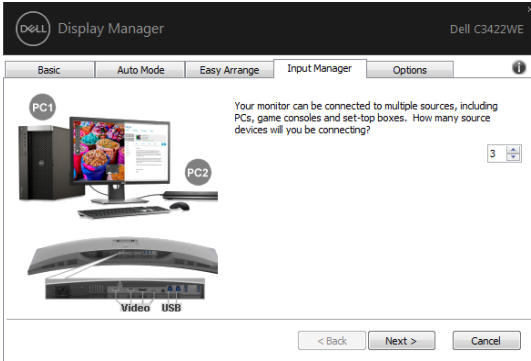 DELL Display Manager
Dell C3422WE
Basic
Auto Mode
Easy Arrange
Input Manager
Options
PC1
PC2
Video USB
Your monitor can be connected to multiple sources, including
PCs, game consoles and set-top boxes. How many source
devices will you be connecting?
3
< Back
Next >
Cancel